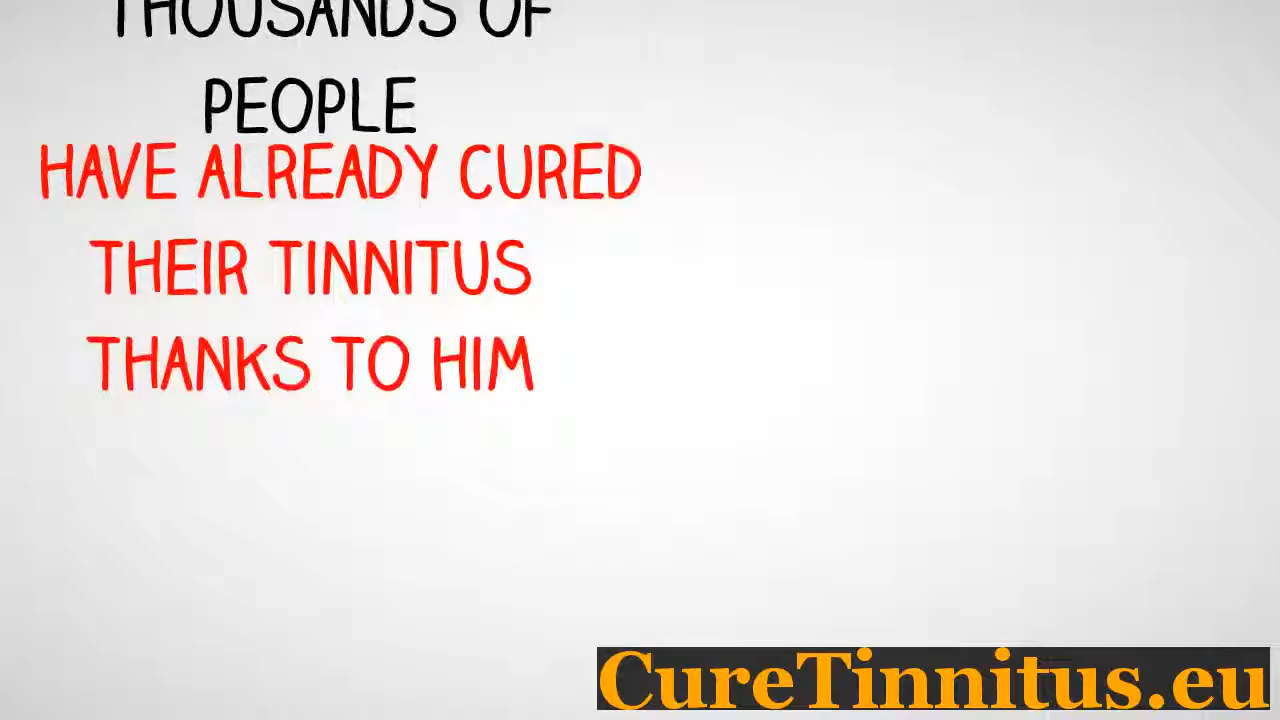 THOUSANDS OF
PEOPLE
HAVE ALREADY CURED
THEIR TINNITUS
THANKS TO HIM
CureTinnitus.eu